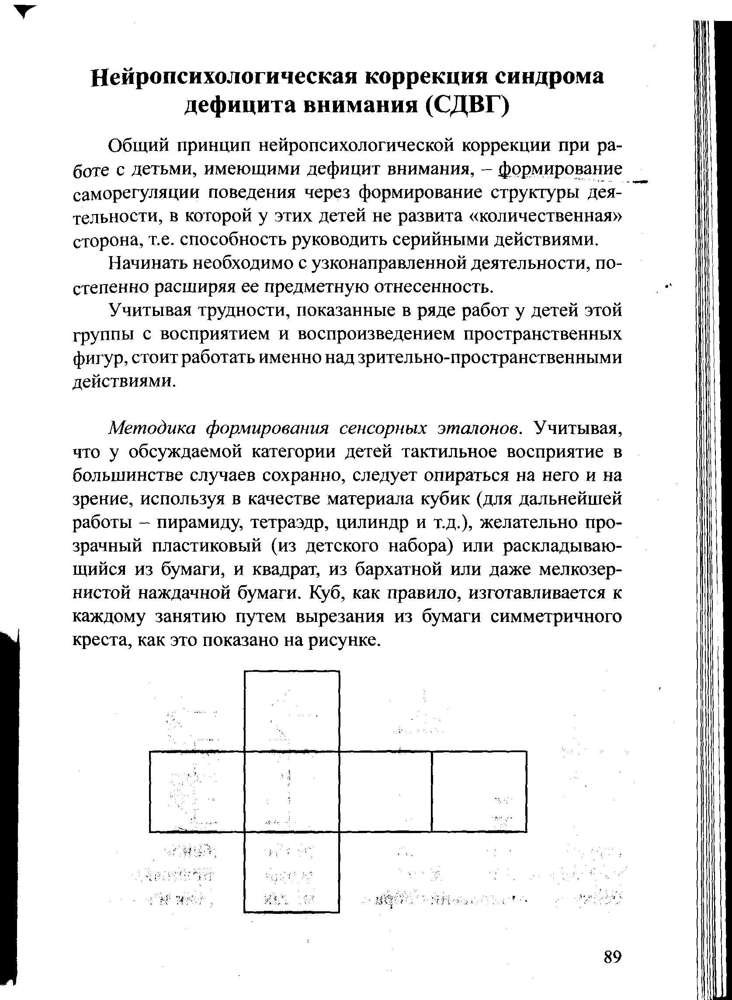 Нейропсихологическая коррекция синдрома
дефицита внимания (СДВГ)
Общий принцип нейропсихологической коррекции при ра-
боте с детьми, имеющими дефицит внимания, – формирование
саморегуляции поведения через формирование структуры дея-
тельности, в которой у этих детей не развита «количественная»
сторона, т.е. способность руководить серийными действиями.
Начинать необходимо с узконаправленной деятельности, по-
степенно расширяя ее предметную отнесенность.
Учитывая трудности, показанные в ряде работ у детей этой
группы с восприятием и воспроизведением пространственных
фигур, стоит работать именно над зрительно-пространственными
действиями.
Методика формирования сенсорных эталонов. Учитывая,
что у обсуждаемой категории детей тактильное восприятие в
большинстве случаев сохранно, следует опираться на него и на
зрение, используя в качестве материала кубик (для дальнейшей
работы – пирамиду, тетраэдр, цилиндр и т.д.), желательно про-
зрачный пластиковый (из детского набора) или раскладываю-
щийся из бумаги, и квадрат, из бархатной или даже мелкозер-
нистой наждачной бумаги. Куб, как правило, изготавливается к
каждому занятию путем вырезания из бумаги симметричного
креста, как это показано на рисунке.
89